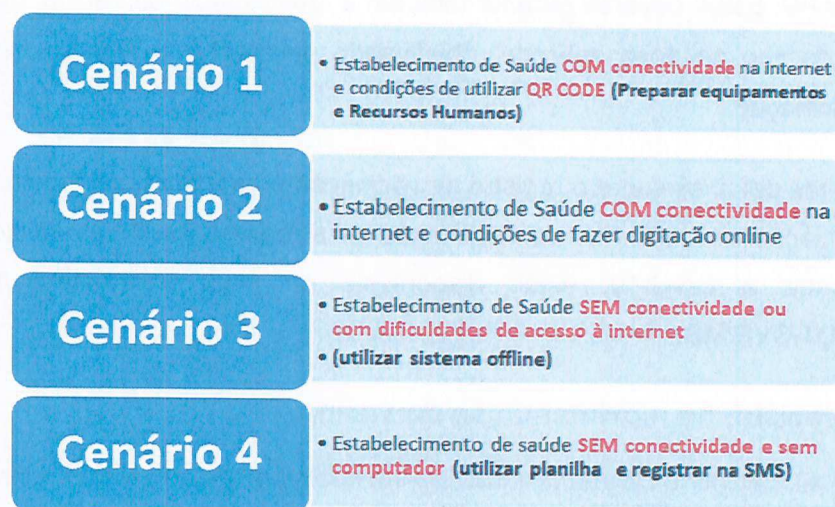 Cenário 1
• Estabelecimento de Saúde COM conectividade na internet
e condições de utilizar QR CODE (Preparar equipamentos
e Recursos Humanos)
Cenário 2
• Estabelecimento de Saúde COM conectividade na
internet e condições de fazer digitação online
Cenário 3
• Estabelecimento de Saúde SEM conectividade ou
com dificuldades de acesso à internet
• (utilizar sistema offline)
Cenário 4
• Estabelecimento de saúde SEM conectividade e sem
computador (utilizar planilha e registrar na SMS)